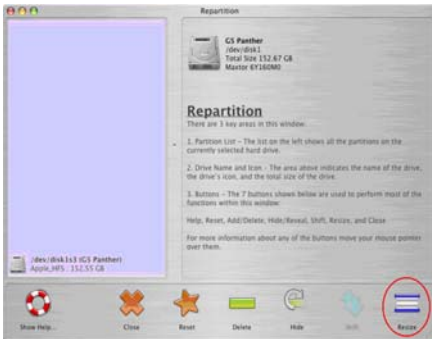 Repartition
G5 Panther
/dev/disk1
Total Size 152.67 GB
Maxtor 6Y160M0
Repartition
There are 3 key areas in this window:
1. Partition List - The list on the left shows all the partitions on the
currently selected hard drive.
2. Drive Name and Icon - The area above indicates the name of the drive,
the drive's icon, and the total size of the drive.
3. Buttons - The 7 buttons shown below are used to perform most of the
functions within this window:
Help, Reset, Add/Delete, Hide/Reveal, Shift, Resize, and Close
For more information about any of the buttons move your mouse pointer
over them.
/dev/disk1s3 (G5 Panther)
Apple_HFS : 152.55 GB
Show Help...
Close
Reset
Delete
Hide
Shift
Resize